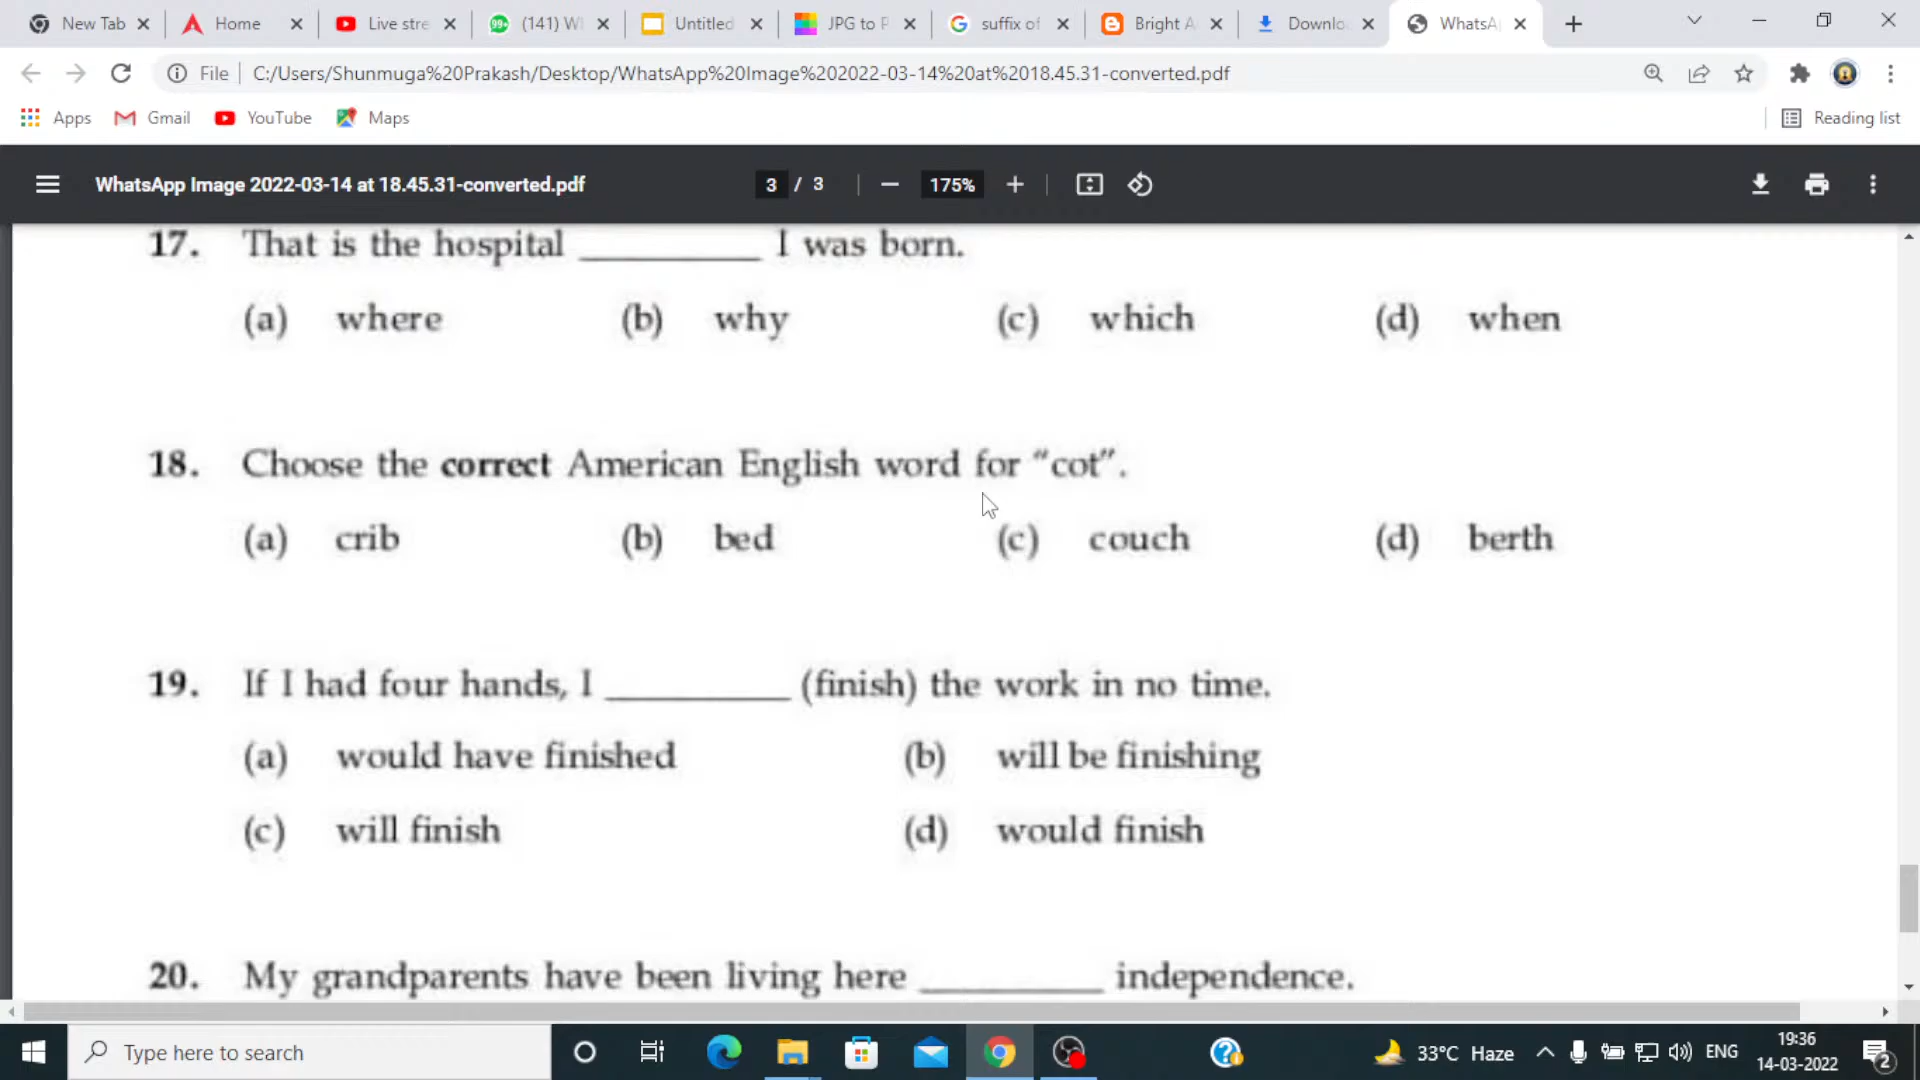 New Tab
Home
Live stre
(141) W
Untitled
JPG to P
suffix of
Bright A
Downlo
WhatsA
File
C:/Users/Shunmuga%20Prakash/Desktop/WhatsApp%20Image%202022-03-14%20at%2018.45.31-converted.pdf
Apps
Gmail
YouTube
Maps
Reading list
WhatsApp Image 2022-03-14 at 18.45.31-converted.pdf
3 / 3
175%
17. That is the hospital __________ I was born.
(a) where (b) why (c) which (d) when
18. Choose the correct American English word for “cot”.
(a) crib (b) bed (c) couch (d) berth
19. If I had four hands, I __________ (finish) the work in no time.
(a) would have finished (b) will be finishing
(c) will finish (d) would finish
20. My grandparents have been living here __________ independence.
Type here to search
33°C Haze
ENG
19:36
14-03-2022
2